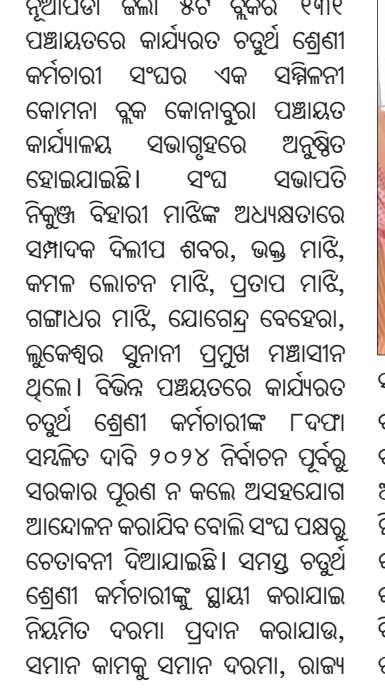 ନୂଆପଡା ଜିଲା ୫ଟି ବ୍ଲକର ୧୩୧
ପଞ୍ଚାୟତରେ କାର୍ଯ୍ୟରତ ଚତୁର୍ଥ ଶ୍ରେଣୀ
କର୍ମଚାରୀ ସଂଘର ଏକ ସମ୍ମିଳନୀ
କୋମନା ବ୍ଲକ କୋନାବୁରା ପଞ୍ଚାୟତ
କାର୍ଯ୍ୟାଳୟ ସଭାଗୃହରେ ଅନୁଷ୍ଠିତ
ହୋଇଯାଇଛି। ସଂଘ ସଭାପତି
ନିକୁଞ୍ଜ ବିହାରୀ ମାଝିଙ୍କ ଅଧ୍ୟକ୍ଷତାରେ
ସମ୍ପାଦକ ଦିଲୀପ ଶବର, ଭକ୍ତ ମାଝି,
କମଳ ଲୋଚନ ମାଝି, ପ୍ରତାପ ମାଝି,
ଗଙ୍ଗାଧର ମାଝି, ଯୋଗେନ୍ଦ୍ର ବେହେରା,
ଲୁକେଶ୍ୱର ସୁନାନୀ ପ୍ରମୁଖ ମଞ୍ଚାସୀନ
ଥିଲେ। ବିଭିନ୍ନ ପଞ୍ଚୟତରେ କାର୍ଯ୍ୟରତ
ଚତୁର୍ଥ ଶ୍ରେଣୀ କର୍ମଚାରୀଙ୍କ ୮ଦଫା
ସମ୍ବଳିତ ଦାବି ୨୦୨୪ ନିର୍ବାଚନ ପୂର୍ବରୁ
ସରକାର ପୂରଣ ନ କଲେ ଅସହଯୋଗ
ଆନ୍ଦୋଳନ କରାଯିବ ବୋଲି ସଂଘ ପକ୍ଷରୁ
ଚେତାବନୀ ଦିଆଯାଇଛି। ସମସ୍ତ ଚତୁର୍ଥ
ଶ୍ରେଣୀ କର୍ମଚାରୀଙ୍କୁ ସ୍ଥାୟୀ କରାଯାଇ
ନିୟମିତ ଦରମା ପ୍ରଦାନ କରାଯାଉ,
ସମାନ କାମକୁ ସମାନ ଦରମା, ରାଜ୍ୟ